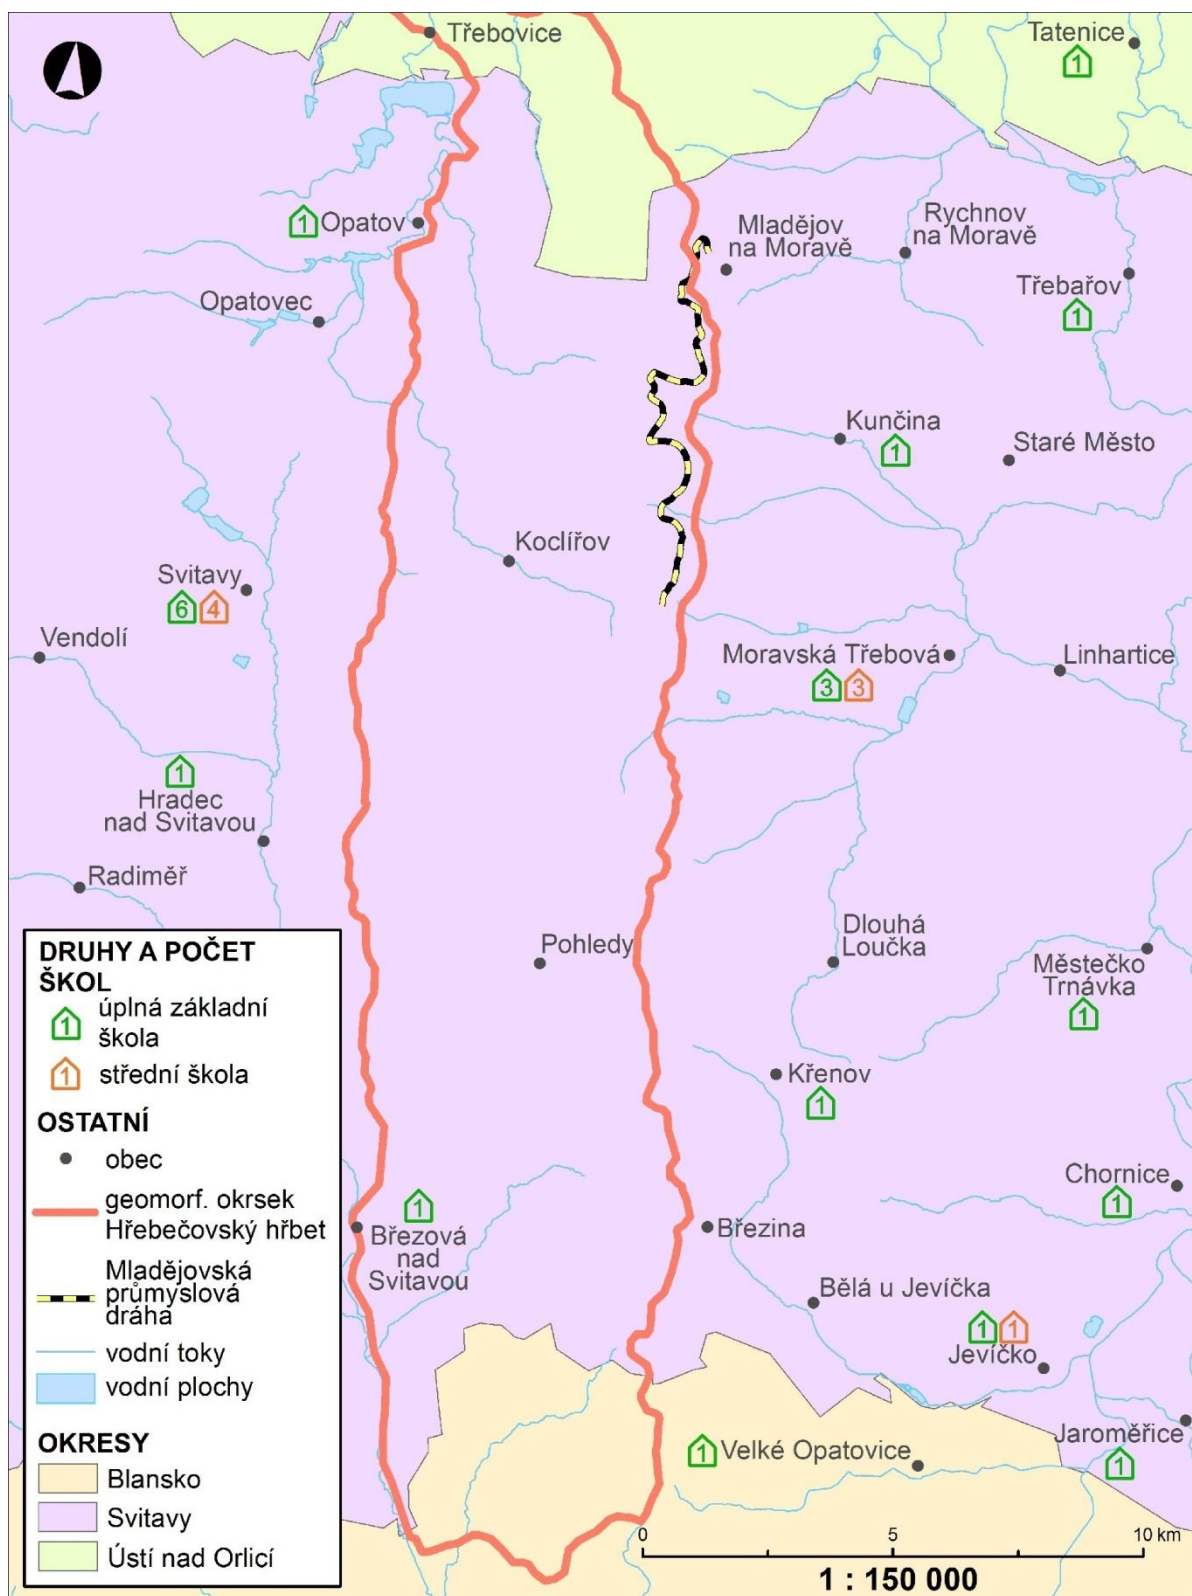 Třebovice
Tatenice
1
1
Opatov
Mladějov
na Moravě
Rychnov
na Moravě
Opatovec
Třebařov
1
Kunčina
1
Staré Město
Koclířov
Svitavy
6
4
Vendolí
Moravská Třebová
3
3
Linhartice
1
Hradec
nad Svitavou
Radiměř
Pohledy
Dlouhá
Loučka
Městečko
Trnávka
1
Křenov
1
Chornice
1
1
Březová
nad
Svitavou
Březina
Bělá u Jevíčka
1
1
Jevíčko
Jaroměřice
1
1
Velké Opatovice
DRUHY A POČET
ŠKOL
1
úplná základní
škola
1
střední škola
OSTATNÍ
obec
geomorf. okrsek
Hřebečovský hřbet
Mladějovská
průmyslová
dráha
vodní toky
vodní plochy
OKRESY
Blansko
Svitavy
Ústí nad Orlicí
0
5
10 km
1 : 150 000